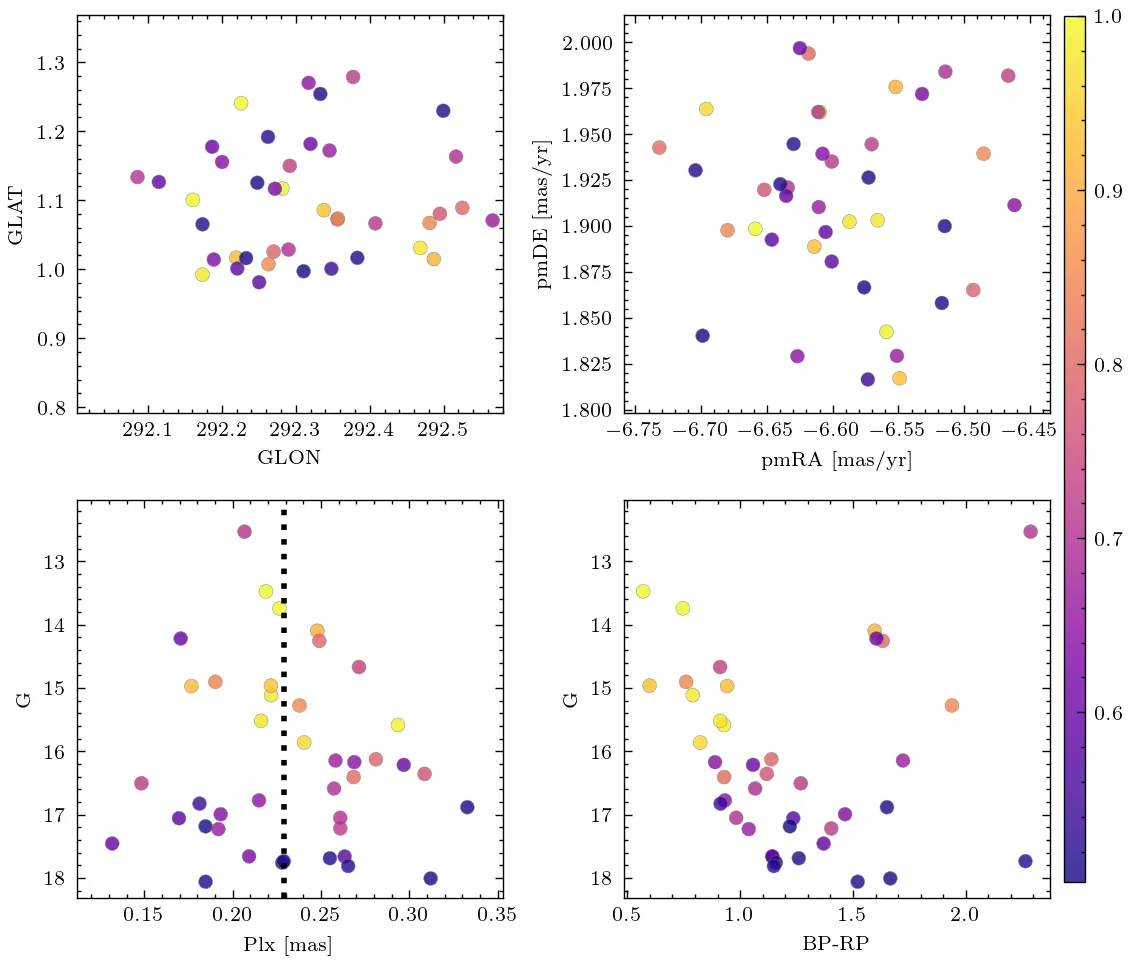 1.3
1.2
1.1
1.0
0.9
0.8
GLAT
292.1 292.2 292.3 292.4 292.5
GLON
2.000
1.975
1.950
1.925
1.900
1.875
1.850
1.825
1.800
pmDE [mas/yr]
−6.75 −6.70 −6.65 −6.60 −6.55 −6.50 −6.45
pmRA [mas/yr]
1.0
0.9
0.8
0.7
0.6
13
14
15
16
17
18
G
0.15 0.20 0.25 0.30 0.35
Plx [mas]
13
14
15
16
17
18
G
0.5 1.0 1.5 2.0
BP-RP